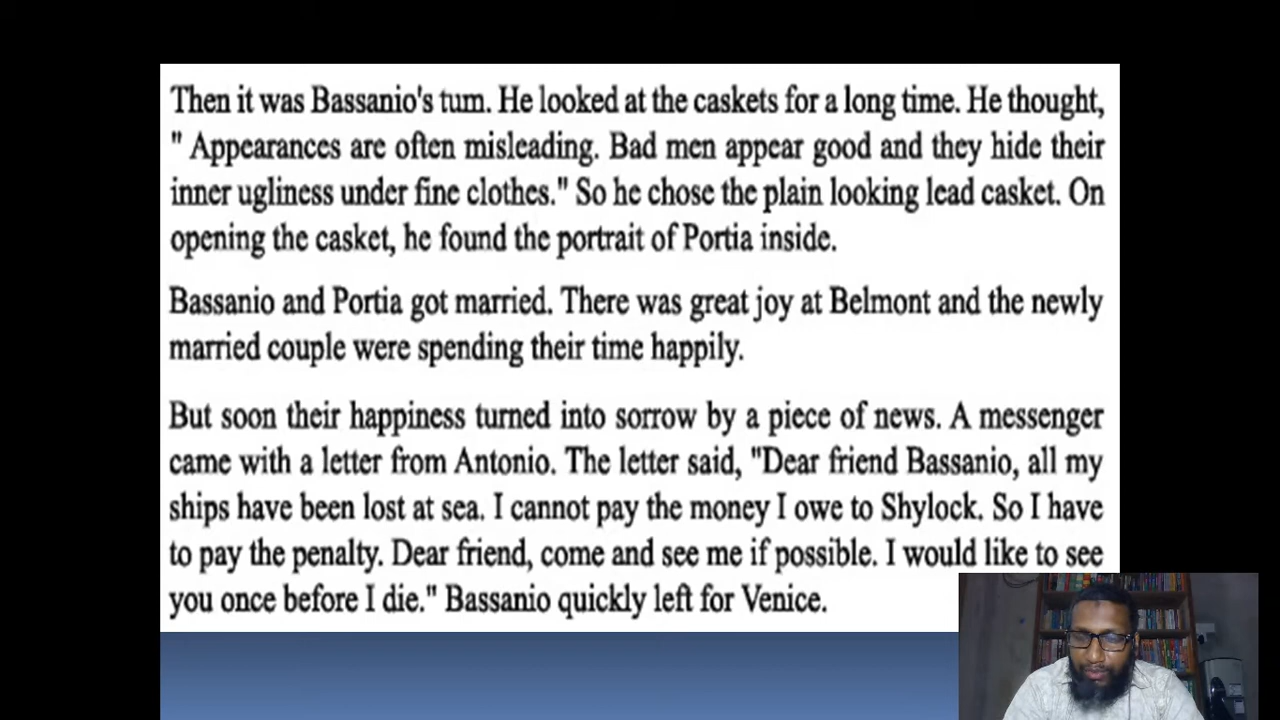 Then it was Bassanio's tum. He looked at the caskets for a long time. He thought,
" Appearances are often misleading. Bad men appear good and they hide their
inner ugliness under fine clothes." So he chose the plain looking lead casket. On
opening the casket, he found the portrait of Portia inside.
Bassanio and Portia got married. There was great joy at Belmont and the newly
married couple were spending their time happily.
But soon their happiness turned into sorrow by a piece of news. A messenger
came with a letter from Antonio. The letter said, "Dear friend Bassanio, all my
ships have been lost at sea. I cannot pay the money I owe to Shylock. So I have
to pay the penalty. Dear friend, come and see me if possible. I would like to see
you once before I die." Bassanio quickly left for Venice.